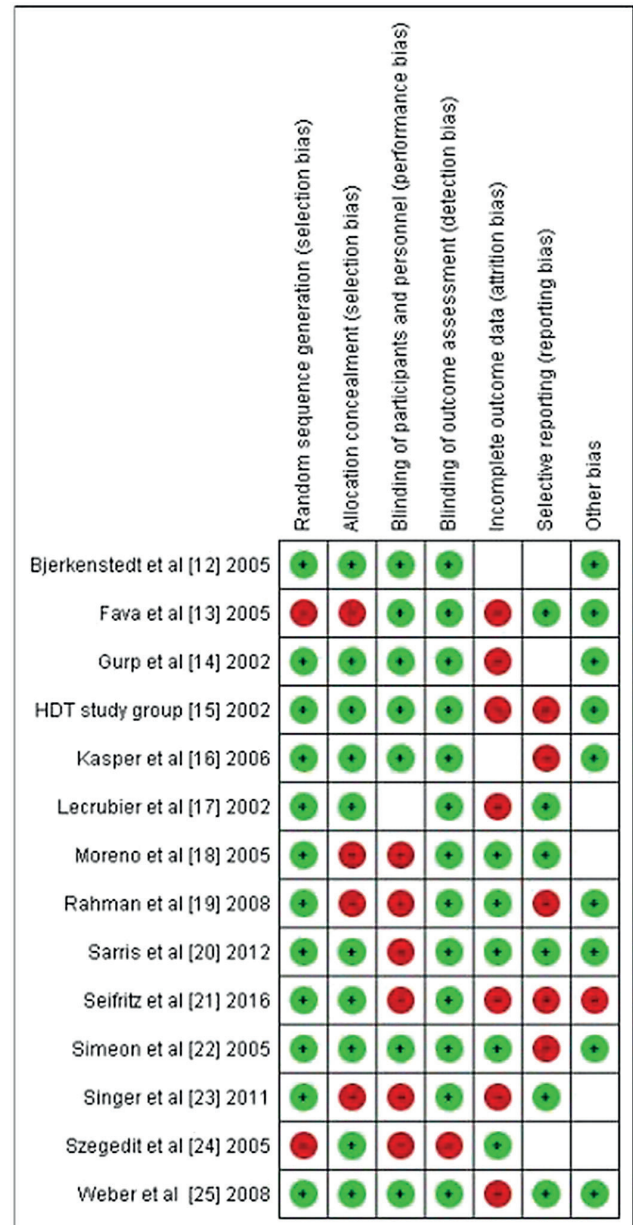 Random sequence generation (selection bias)
Allocation concealment (selection bias)
Blinding of participants and personnel (performance bias)
Blinding of outcome assessment (detection bias)
Incomplete outcome data (attrition bias)
Selective reporting (reporting bias)
Other bias
Bjerkenstedt et al [12] 2005 + + + + +
Fava et al [13] 2005 - - + + - + +
Gurp et al [14] 2002 + + + + - +
HDT study group [15] 2002 + + + + - - +
Kasper et al [16] 2006 + + + + - +
Lecrubier et al [17] 2002 + + + - +
Moreno et al [18] 2005 + - - + + +
Rahman et al [19] 2008 + - - + + - +
Sarris et al [20] 2012 + + - + + + +
Seifritz et al [21] 2016 + + - + - - -
Simeon et al [22] 2005 + + + + + - +
Singer et al [23] 2011 + - - + - +
Szegedit et al [24] 2005 - + - - +
Weber et al [25] 2008 + + + + - + +